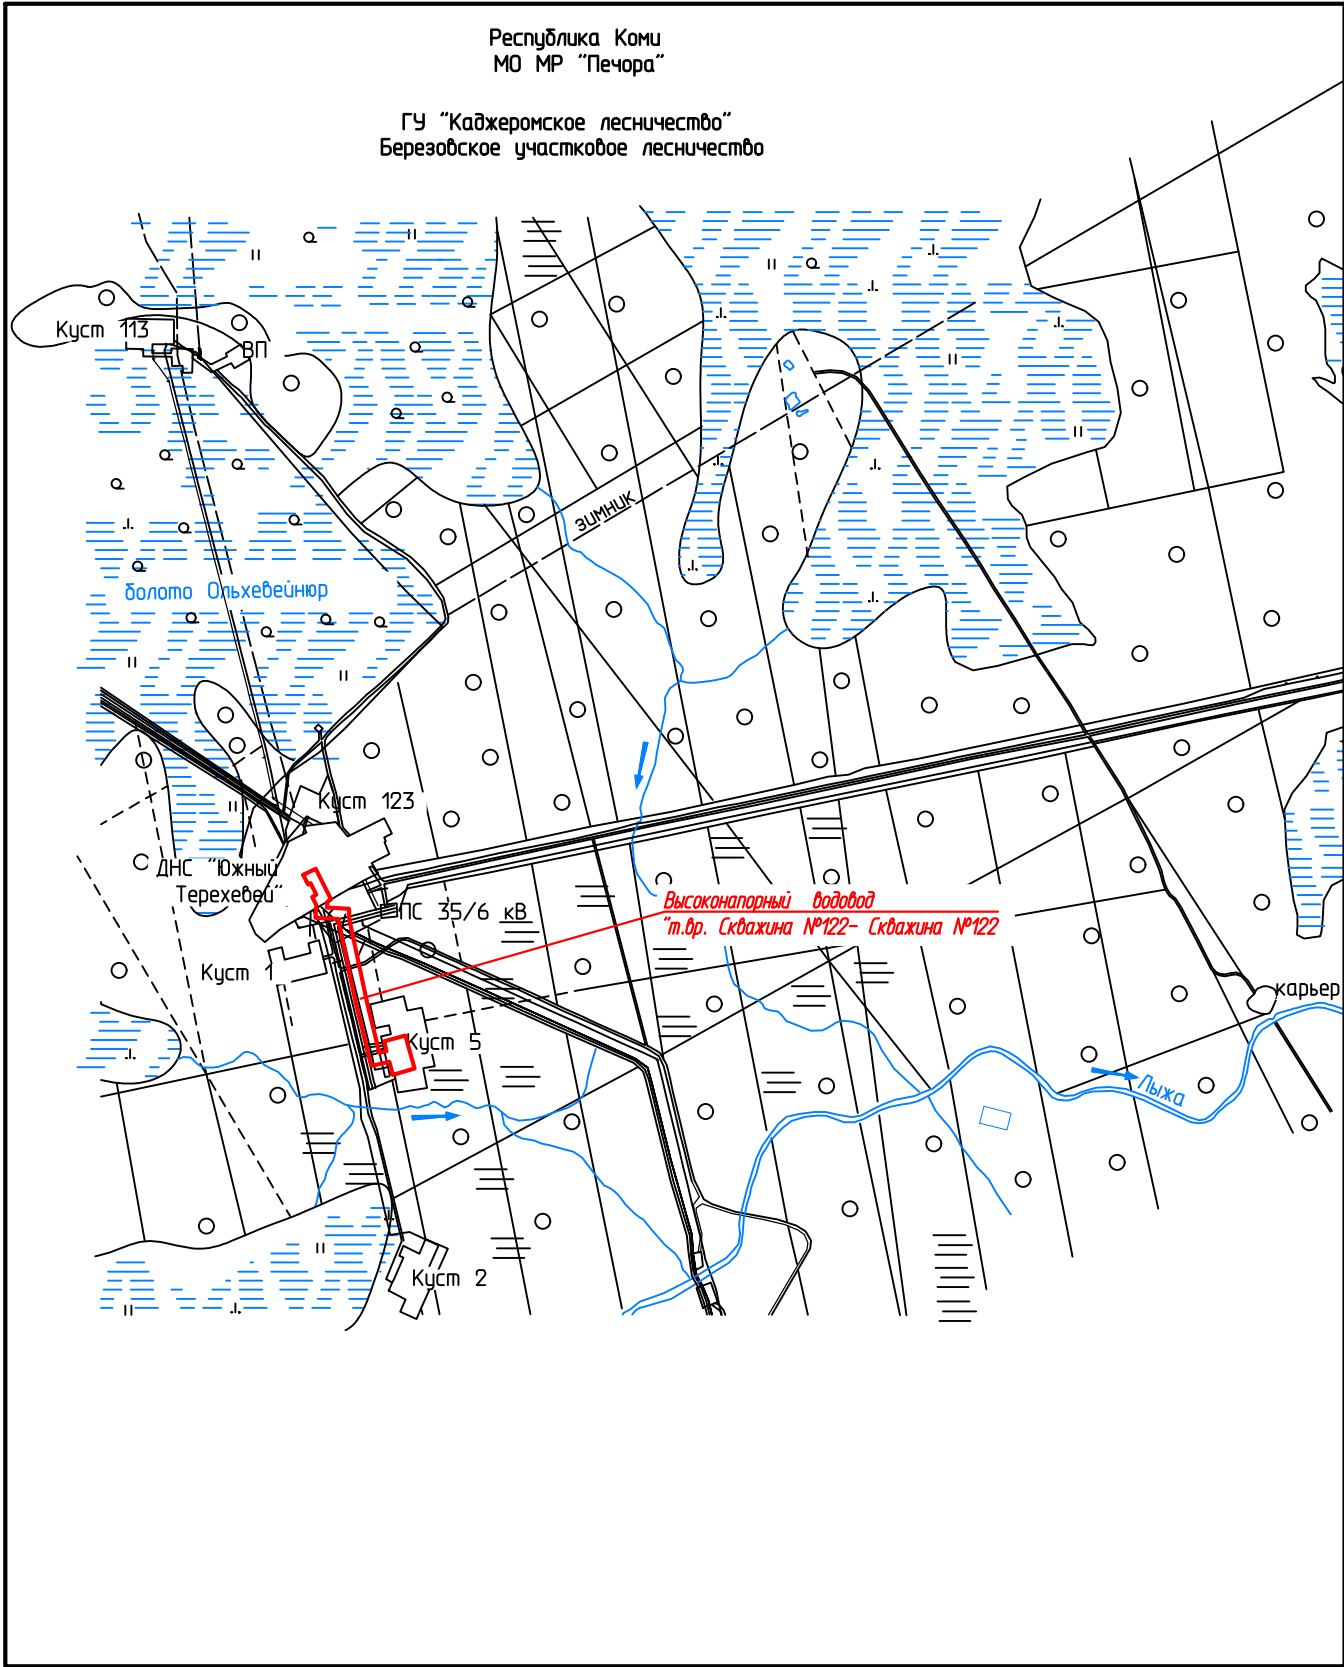 Республика Коми
МО МР "Печора"
ГУ "Каджеромское лесничество"
Березовское участковое лесничество
Куст 113
ВП
зимник
болото Ольхевейнюр
Куст 123
ДНС "Южный
Терехевей"
ПС 35/6 кВ
Высоконапорный водовод
"т.вр. Скважина №122- Скважина №122
Куст 1
карьер
Куст 5
Лыжа
Куст 2